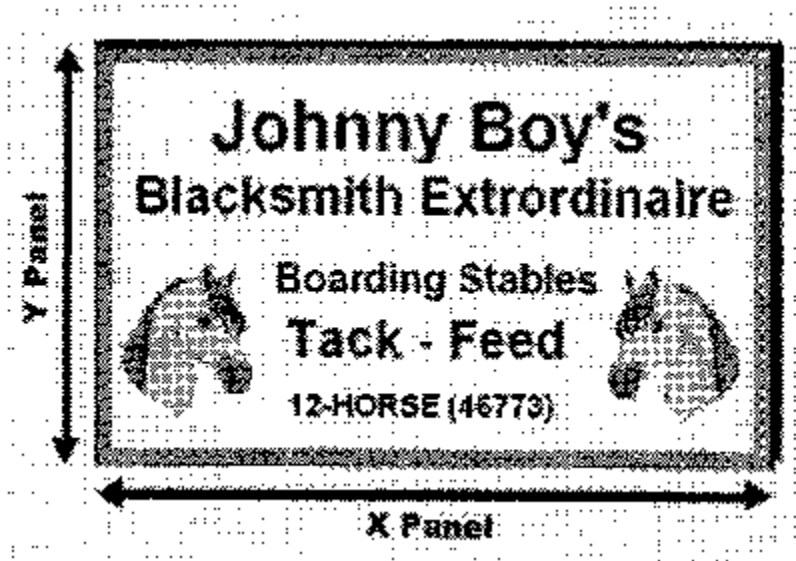 Johnny Boy's
Blacksmith Extrordinaire
Boarding Stables
Tack - Feed
12-HORSE (46773)
Y Panel
X Panel